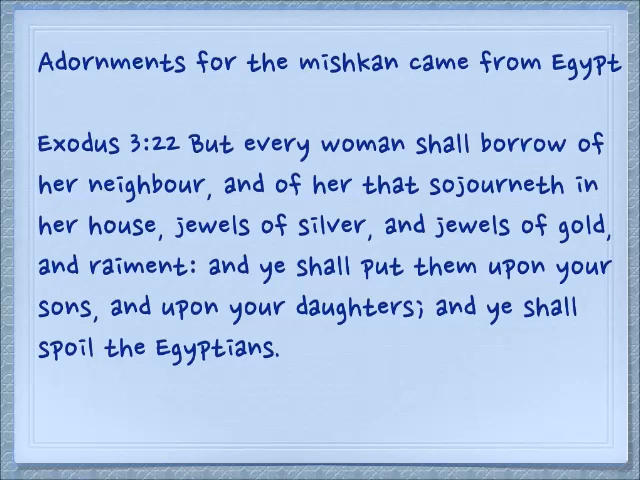 Adornments for the mishkan came from Egypt
Exodus 3:22 But every woman shall borrow of
her neighbour, and of her that sojourneth in
her house, jewels of silver, and jewels of gold,
and raiment: and ye shall put them upon your
sons, and upon your daughters; and ye shall
spoil the Egyptians.